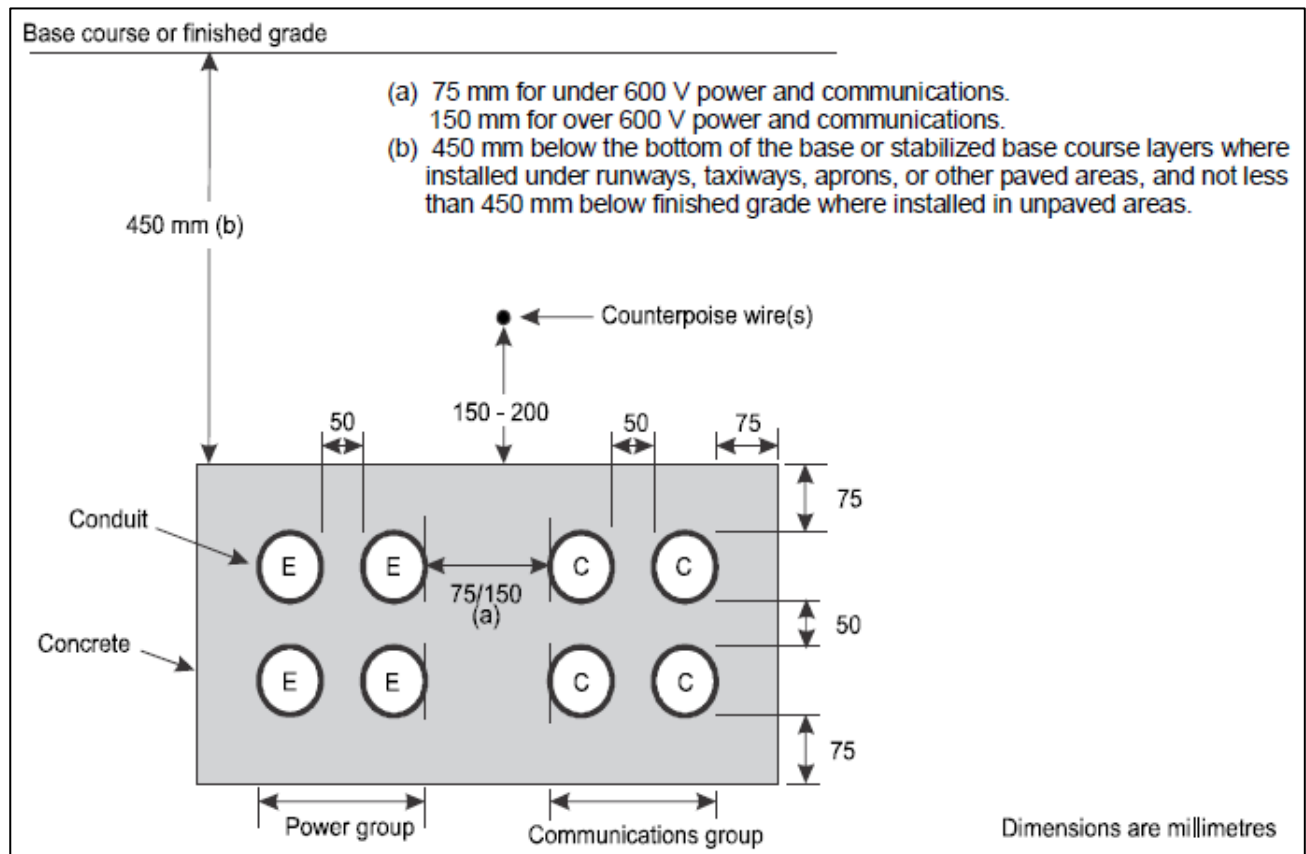 Base course or finished grade
(a) 75 mm for under 600 V power and communications.
150 mm for over 600 V power and communications.
(b) 450 mm below the bottom of the base or stabilized base course layers where
installed under runways, taxiways, aprons, or other paved areas, and not less
than 450 mm below finished grade where installed in unpaved areas.
450 mm (b)
Counterpoise wire(s)
50
150 - 200
50
75
75
Conduit
E
E
C
C
75/150
(a)
50
Concrete
E
E
C
C
75
Power group
Communications group
Dimensions are millimetres